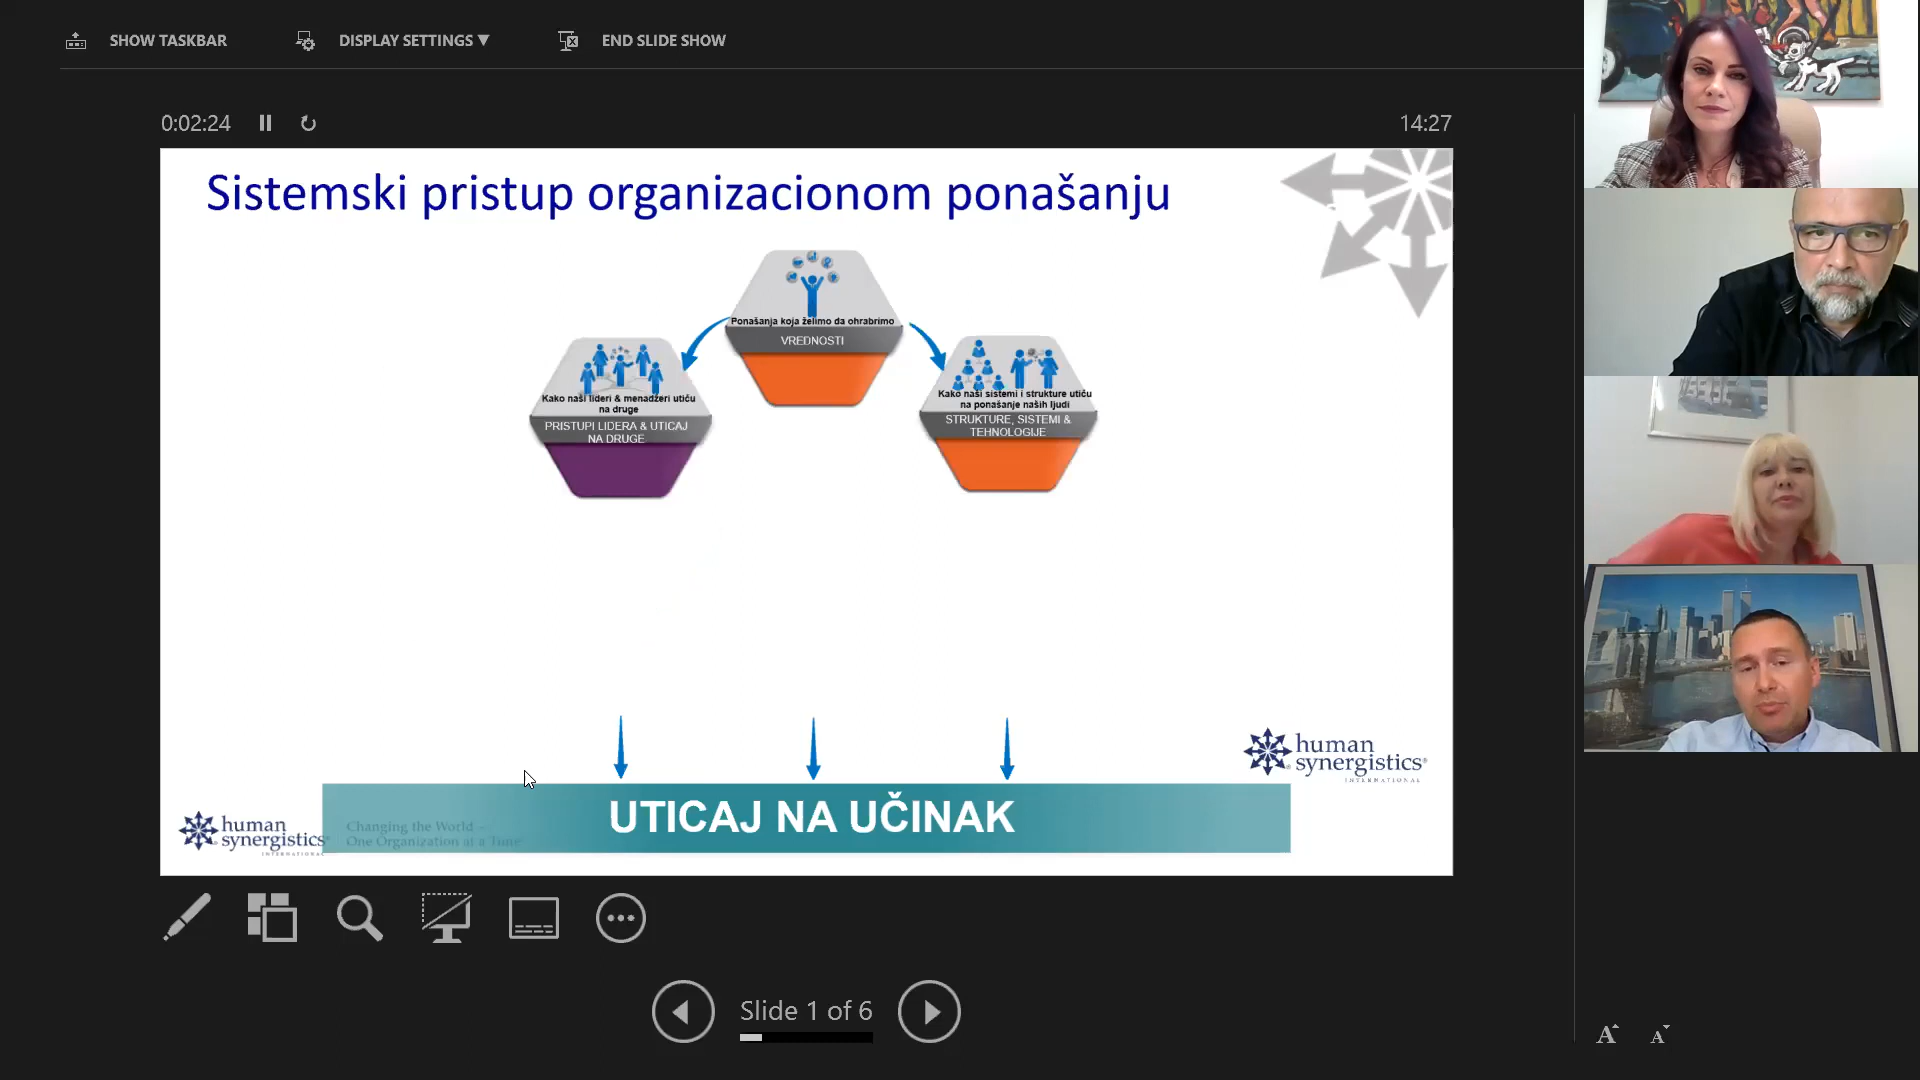 SHOW TASKBAR
DISPLAY SETTINGS ▼
END SLIDE SHOW
0:02:24
14:27
Sistemski pristup organizacionom ponašanju
Ponašanja koja želimo da ohrabrimo
VREDNOSTI
Kako naši lideri & menadžeri utiču
na druge
PRISTUPI LIDERA & UTICAJ
NA DRUGE
Kako naši sistemi i strukture utiču
na ponašanje naših ljudi
STRUKTURE, SISTEMI &
TEHNOLOGIJE
human
synergistics®
INTERNATIONAL
UTICAJ NA UČINAK
human
synergistics®
INTERNATIONAL
Changing the World —
One Organization at a Time®
Slide 1 of 6
A
A